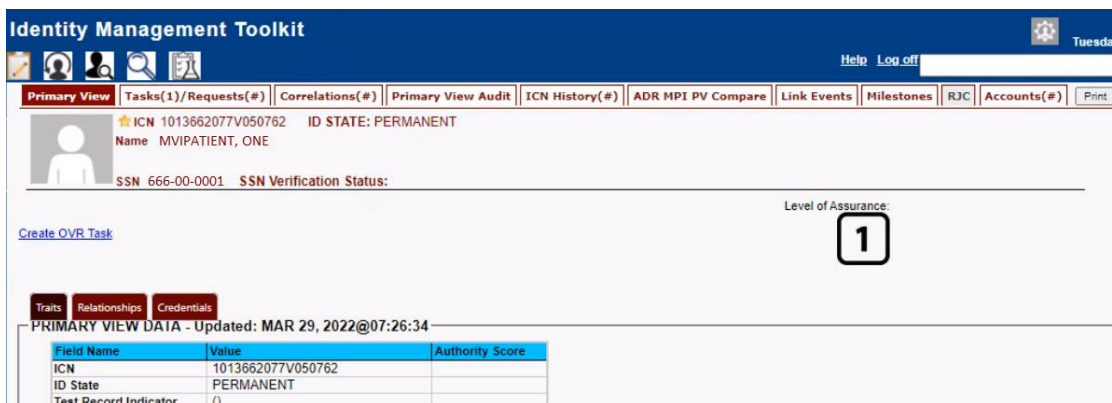 Identity Management Toolkit
Tuesda
Help Log off
Primary View Tasks(1)/Requests(#) Correlations(#) Primary View Audit ICN History(#) ADR MPI PV Compare Link Events Milestones RJC Accounts(#) Print
ICN 1013662077V050762 ID STATE: PERMANENT
Name MVIPATIENT, ONE
SSN 666-00-0001 SSN Verification Status:
Level of Assurance:
1
Create OVR Task
Traits Relationships Credentials
PRIMARY VIEW DATA - Updated: MAR 29, 2022@07:26:34
Field Name Value Authority Score
ICN 1013662077V050762
ID State PERMANENT
Test Record Indicator ()